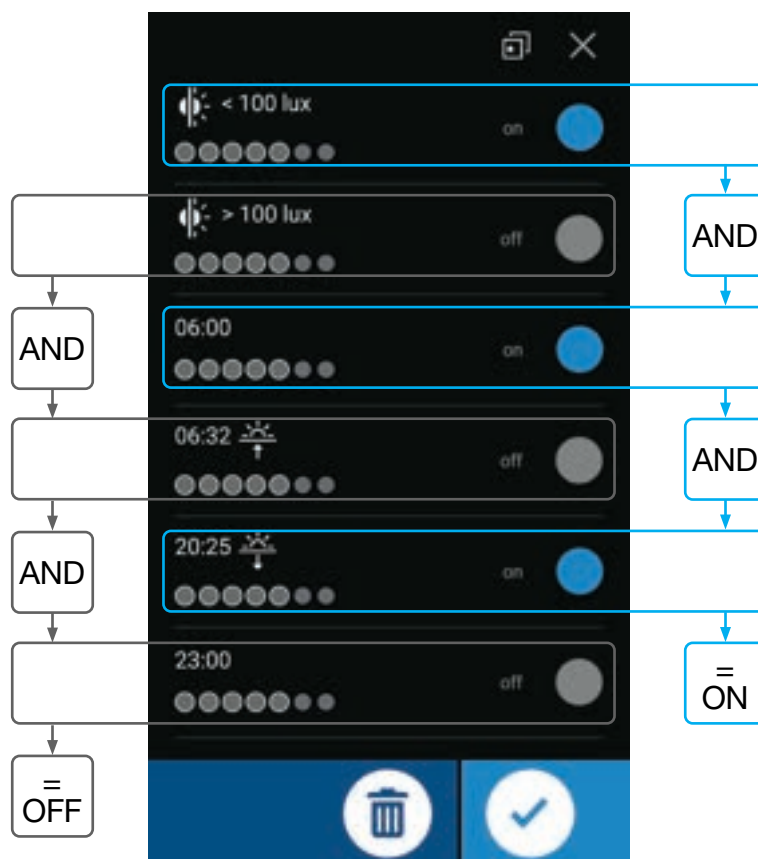 < 100 lux
on
AND
> 100 lux
off
AND
06:00
on
AND
06:32
off
AND
20:25
on
=
ON
23:00
off
=
OFF